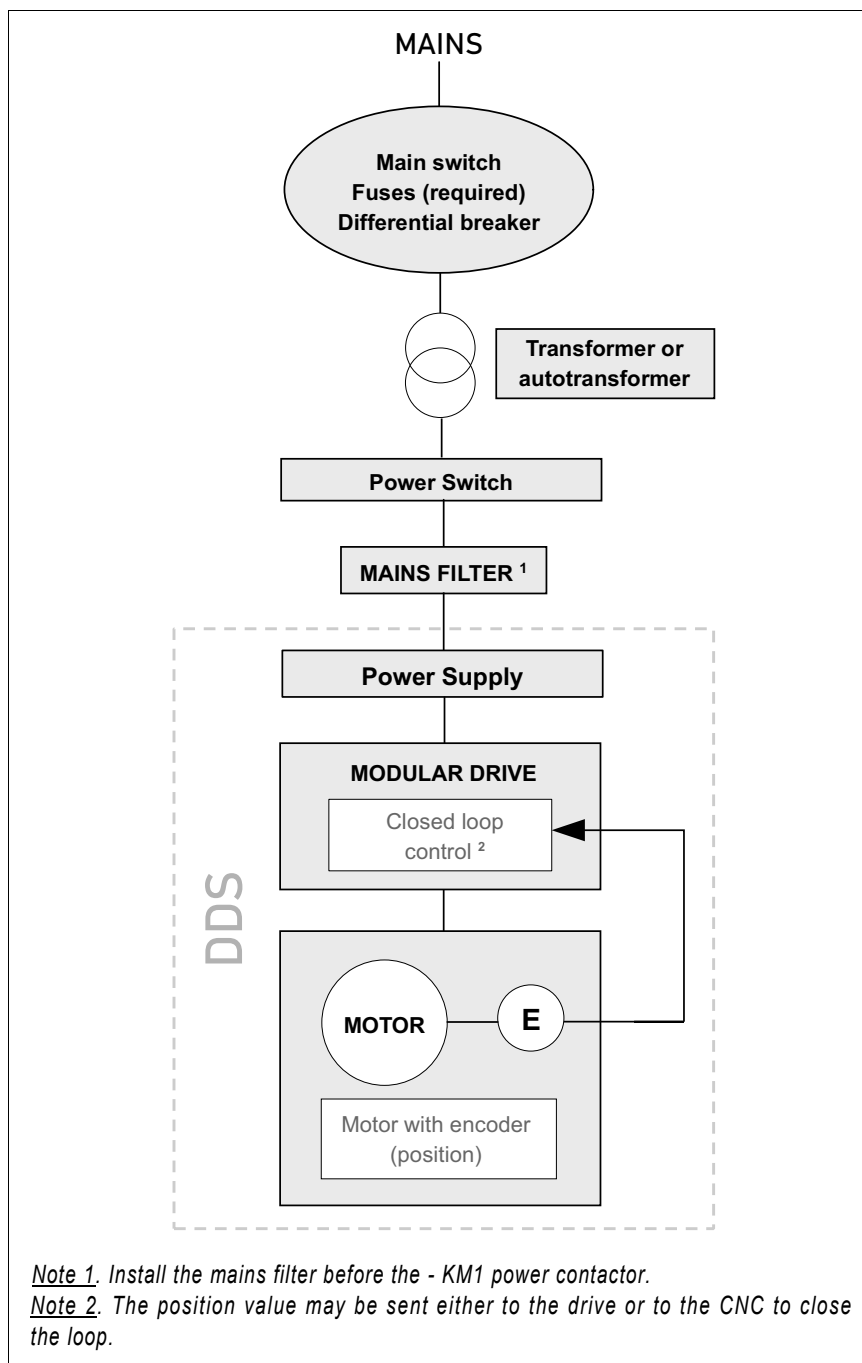 MAINS
Main switch
Fuses (required)
Differential breaker
Transformer or
autotransformer
Power Switch
MAINS FILTER ¹
Power Supply
MODULAR DRIVE
Closed loop
control ²
DDS
MOTOR
E
Motor with encoder
(position)
Note 1. Install the mains filter before the - KM1 power contactor.
Note 2. The position value may be sent either to the drive or to the CNC to close
the loop.